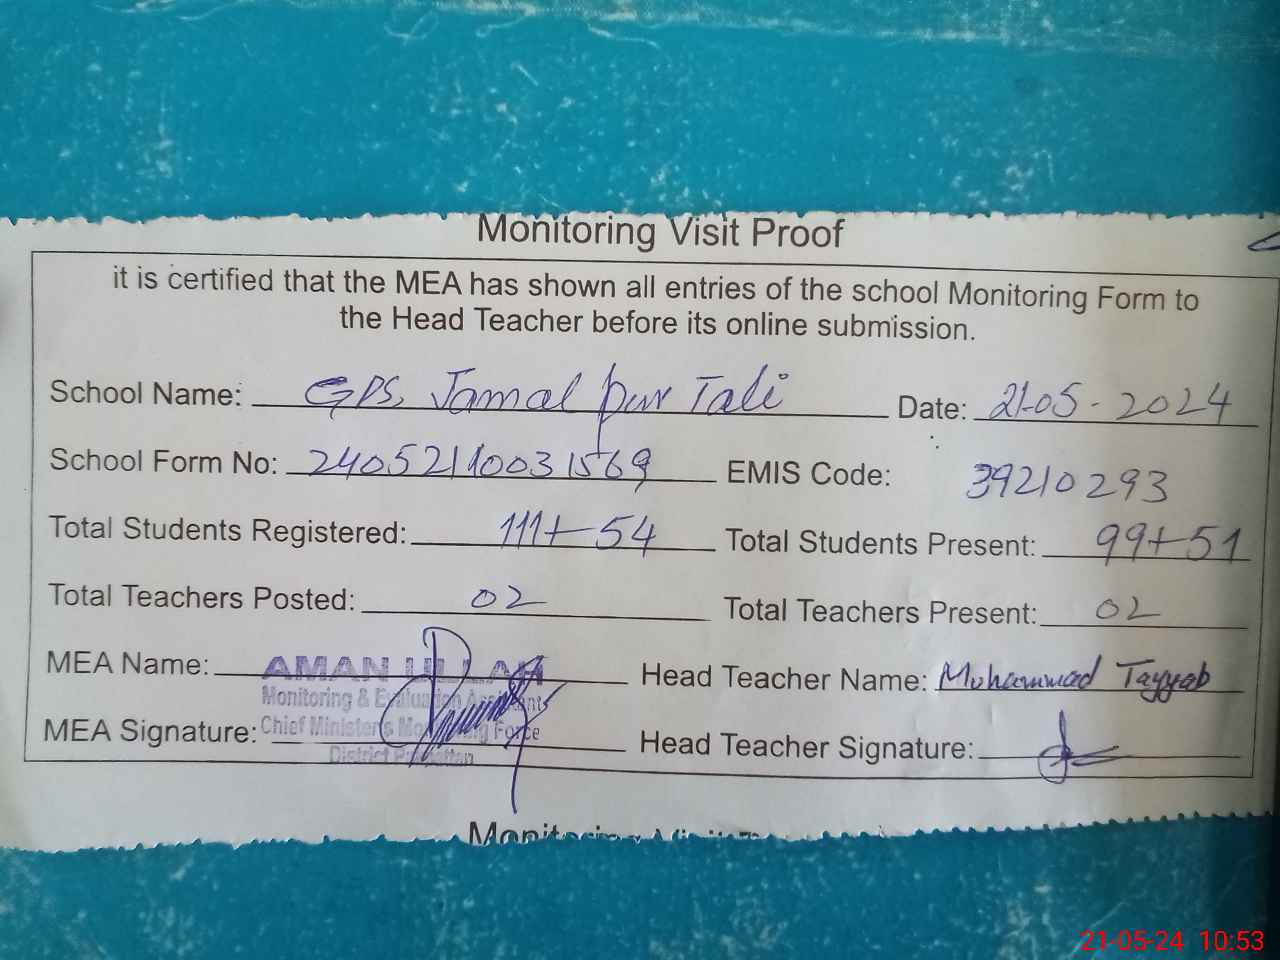 Monitoring Visit Proof
it is certified that the MEA has shown all entries of the school Monitoring Form to
the Head Teacher before its online submission.
School Name: GPS, Jamal pur Tali Date: 21-05-2024
School Form No: 24052110031569 EMIS Code: 39210293
Total Students Registered: 111+54 Total Students Present: 99+51
Total Teachers Posted: 02 Total Teachers Present: 02
MEA Name: AMAN ULLAH Head Teacher Name: Muhammad Tayyab
Monitoring & Evaluation Assistant
MEA Signature: Chief Minister's Monitoring Force Head Teacher Signature:
District Pakpattan
Monitoring Visit
21-05-24 10:53